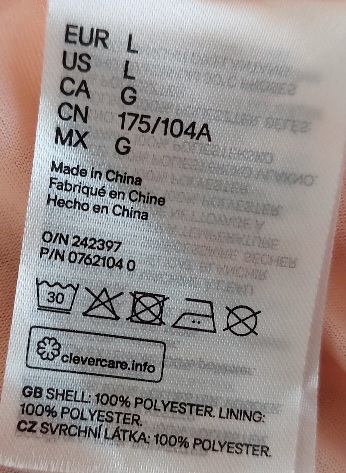 EUR L
US L
CA G
CN 175/104A
MX G
Made in China
Fabriqué en Chine
Hecho en China
O/N 242397
P/N 0762104 0
30
clevercare.info
GB SHELL: 100% POLYESTER. LINING:
100% POLYESTER.
CZ SVRCHNÍ LÁTKA: 100% POLYESTER.